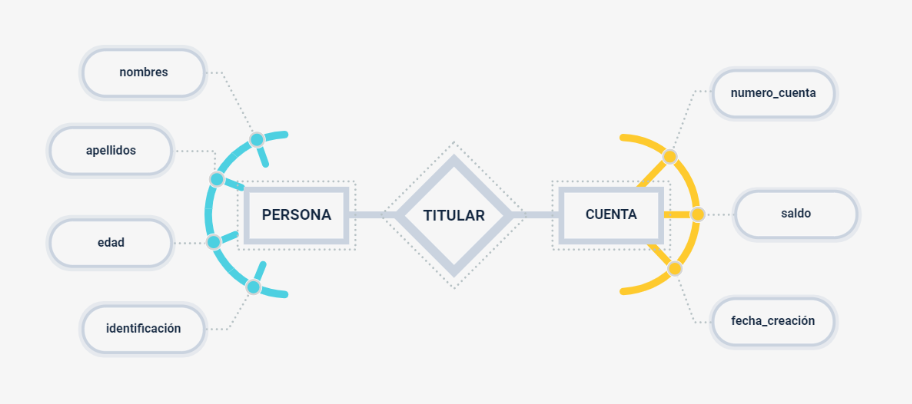 nombres
apellidos
edad
identificación
PERSONA
TITULAR
CUENTA
numero_cuenta
saldo
fecha_creación